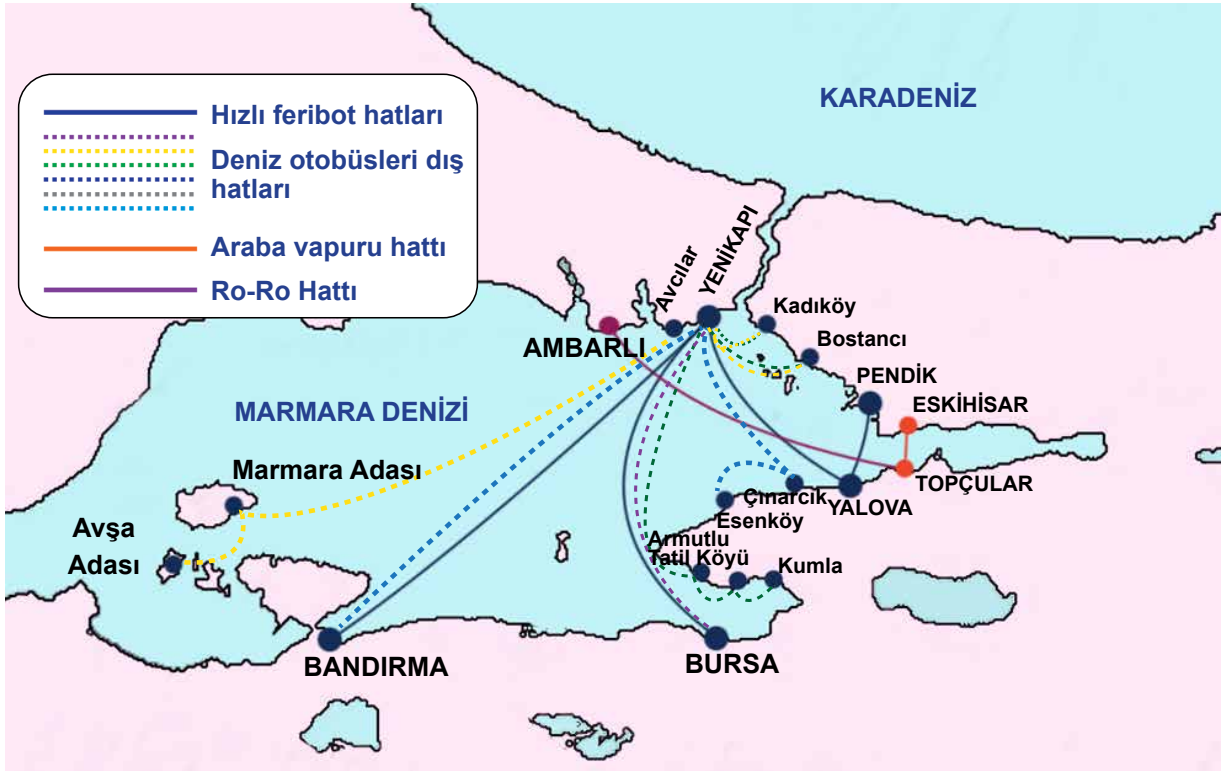 KARADENİZ
Hızlı feribot hatları
Deniz otobüsleri dış
hatları
Araba vapuru hattı
Ro-Ro Hattı
YENİKAPI
Avcılar
Kadıköy
AMBARLI
Bostancı
PENDİK
ESKİHİSAR
MARMARA DENİZİ
Marmara Adası
TOPÇULAR
Çınarcık
YALOVA
Esenköy
Avşa
Adası
Armutlu
Tatil Köyü
Kumla
BANDIRMA
BURSA